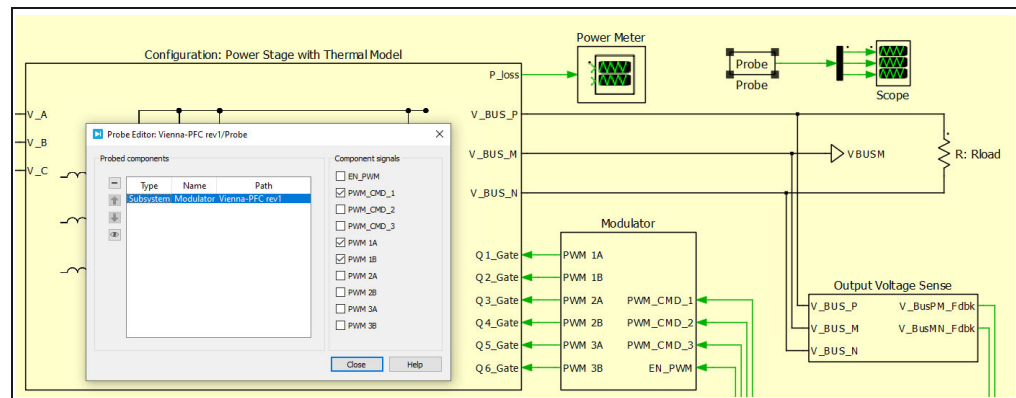 Configuration: Power Stage with Thermal Model
Power Meter
P_loss
Probe
Probe
Scope
V_A
V_B
V_C
V_BUS_P
V_BUS_M
V_BUS_N
VBUSM
R: Rload
Probe Editor: Vienna-PFC rev1/Probe
Probed components
Type Name Path
Subsystem Modulator Vienna-PFC rev1
Component signals
EN_PWM
PWM_CMD_1
PWM_CMD_2
PWM_CMD_3
PWM 1A
PWM 1B
PWM 2A
PWM 2B
PWM 3A
PWM 3B
Close Help
Modulator
Q1_Gate PWM 1A
Q2_Gate PWM 1B
Q3_Gate PWM 2A PWM_CMD_1
Q4_Gate PWM 2B PWM_CMD_2
Q5_Gate PWM 3A PWM_CMD_3
Q6_Gate PWM 3B EN_PWM
Output Voltage Sense
V_BUS_P V_BusPM_Fdbk
V_BUS_M V_BusMN_Fdbk
V_BUS_N